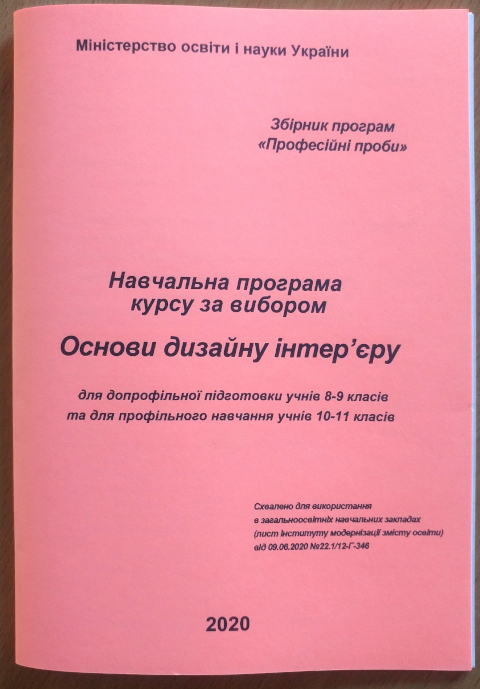 Міністерство освіти і науки України
Збірник програм
«Професійні проби»
Навчальна програма
курсу за вибором
Основи дизайну інтер’єру
для допрофільної підготовки учнів 8-9 класів
та для профільного навчання учнів 10-11 класів
Схвалено для використання
в загальноосвітніх навчальних закладах
(лист Інституту модернізації змісту освіти)
від 09.06.2020 №22.1/12-Г-346
2020